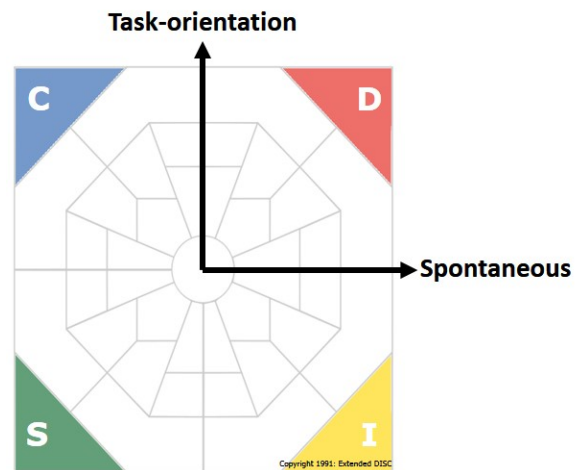 Task-orientation
C
D
Spontaneous
S
I
Copyright 1991: Extended DISC